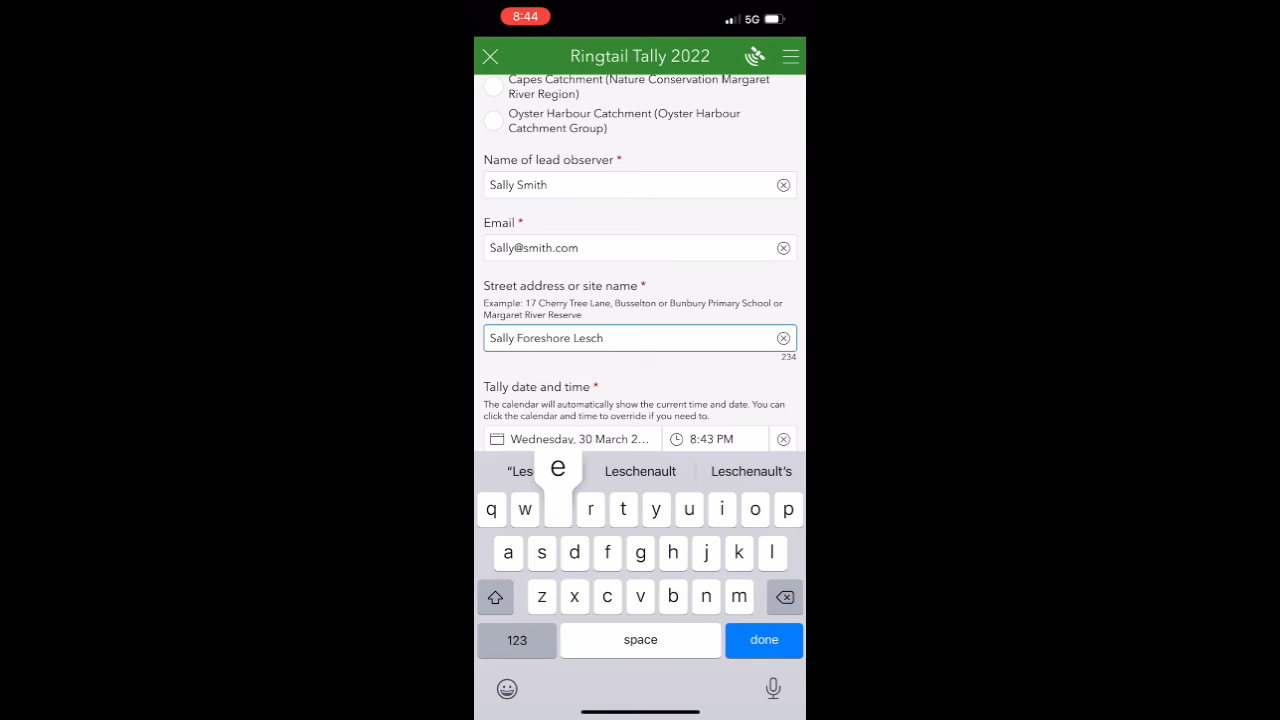 8:44
5G
Ringtail Tally 2022
Capes Catchment (Nature Conservation Margaret
River Region)
Oyster Harbour Catchment (Oyster Harbour
Catchment Group)
Name of lead observer *
Sally Smith
Email *
Sally@smith.com
Street address or site name *
Example: 17 Cherry Tree Lane, Busselton or Bunbury Primary School or
Margaret River Reserve
Sally Foreshore Lesch
234
Tally date and time *
The calendar will automatically show the current time and date. You can
click the calendar and time to override if you need to.
Wednesday, 30 March 2... 8:43 PM
“Les e Leschenault Leschenault's
q w r t y u i o p
a s d f g h j k l
z x c v b n m
123 space done